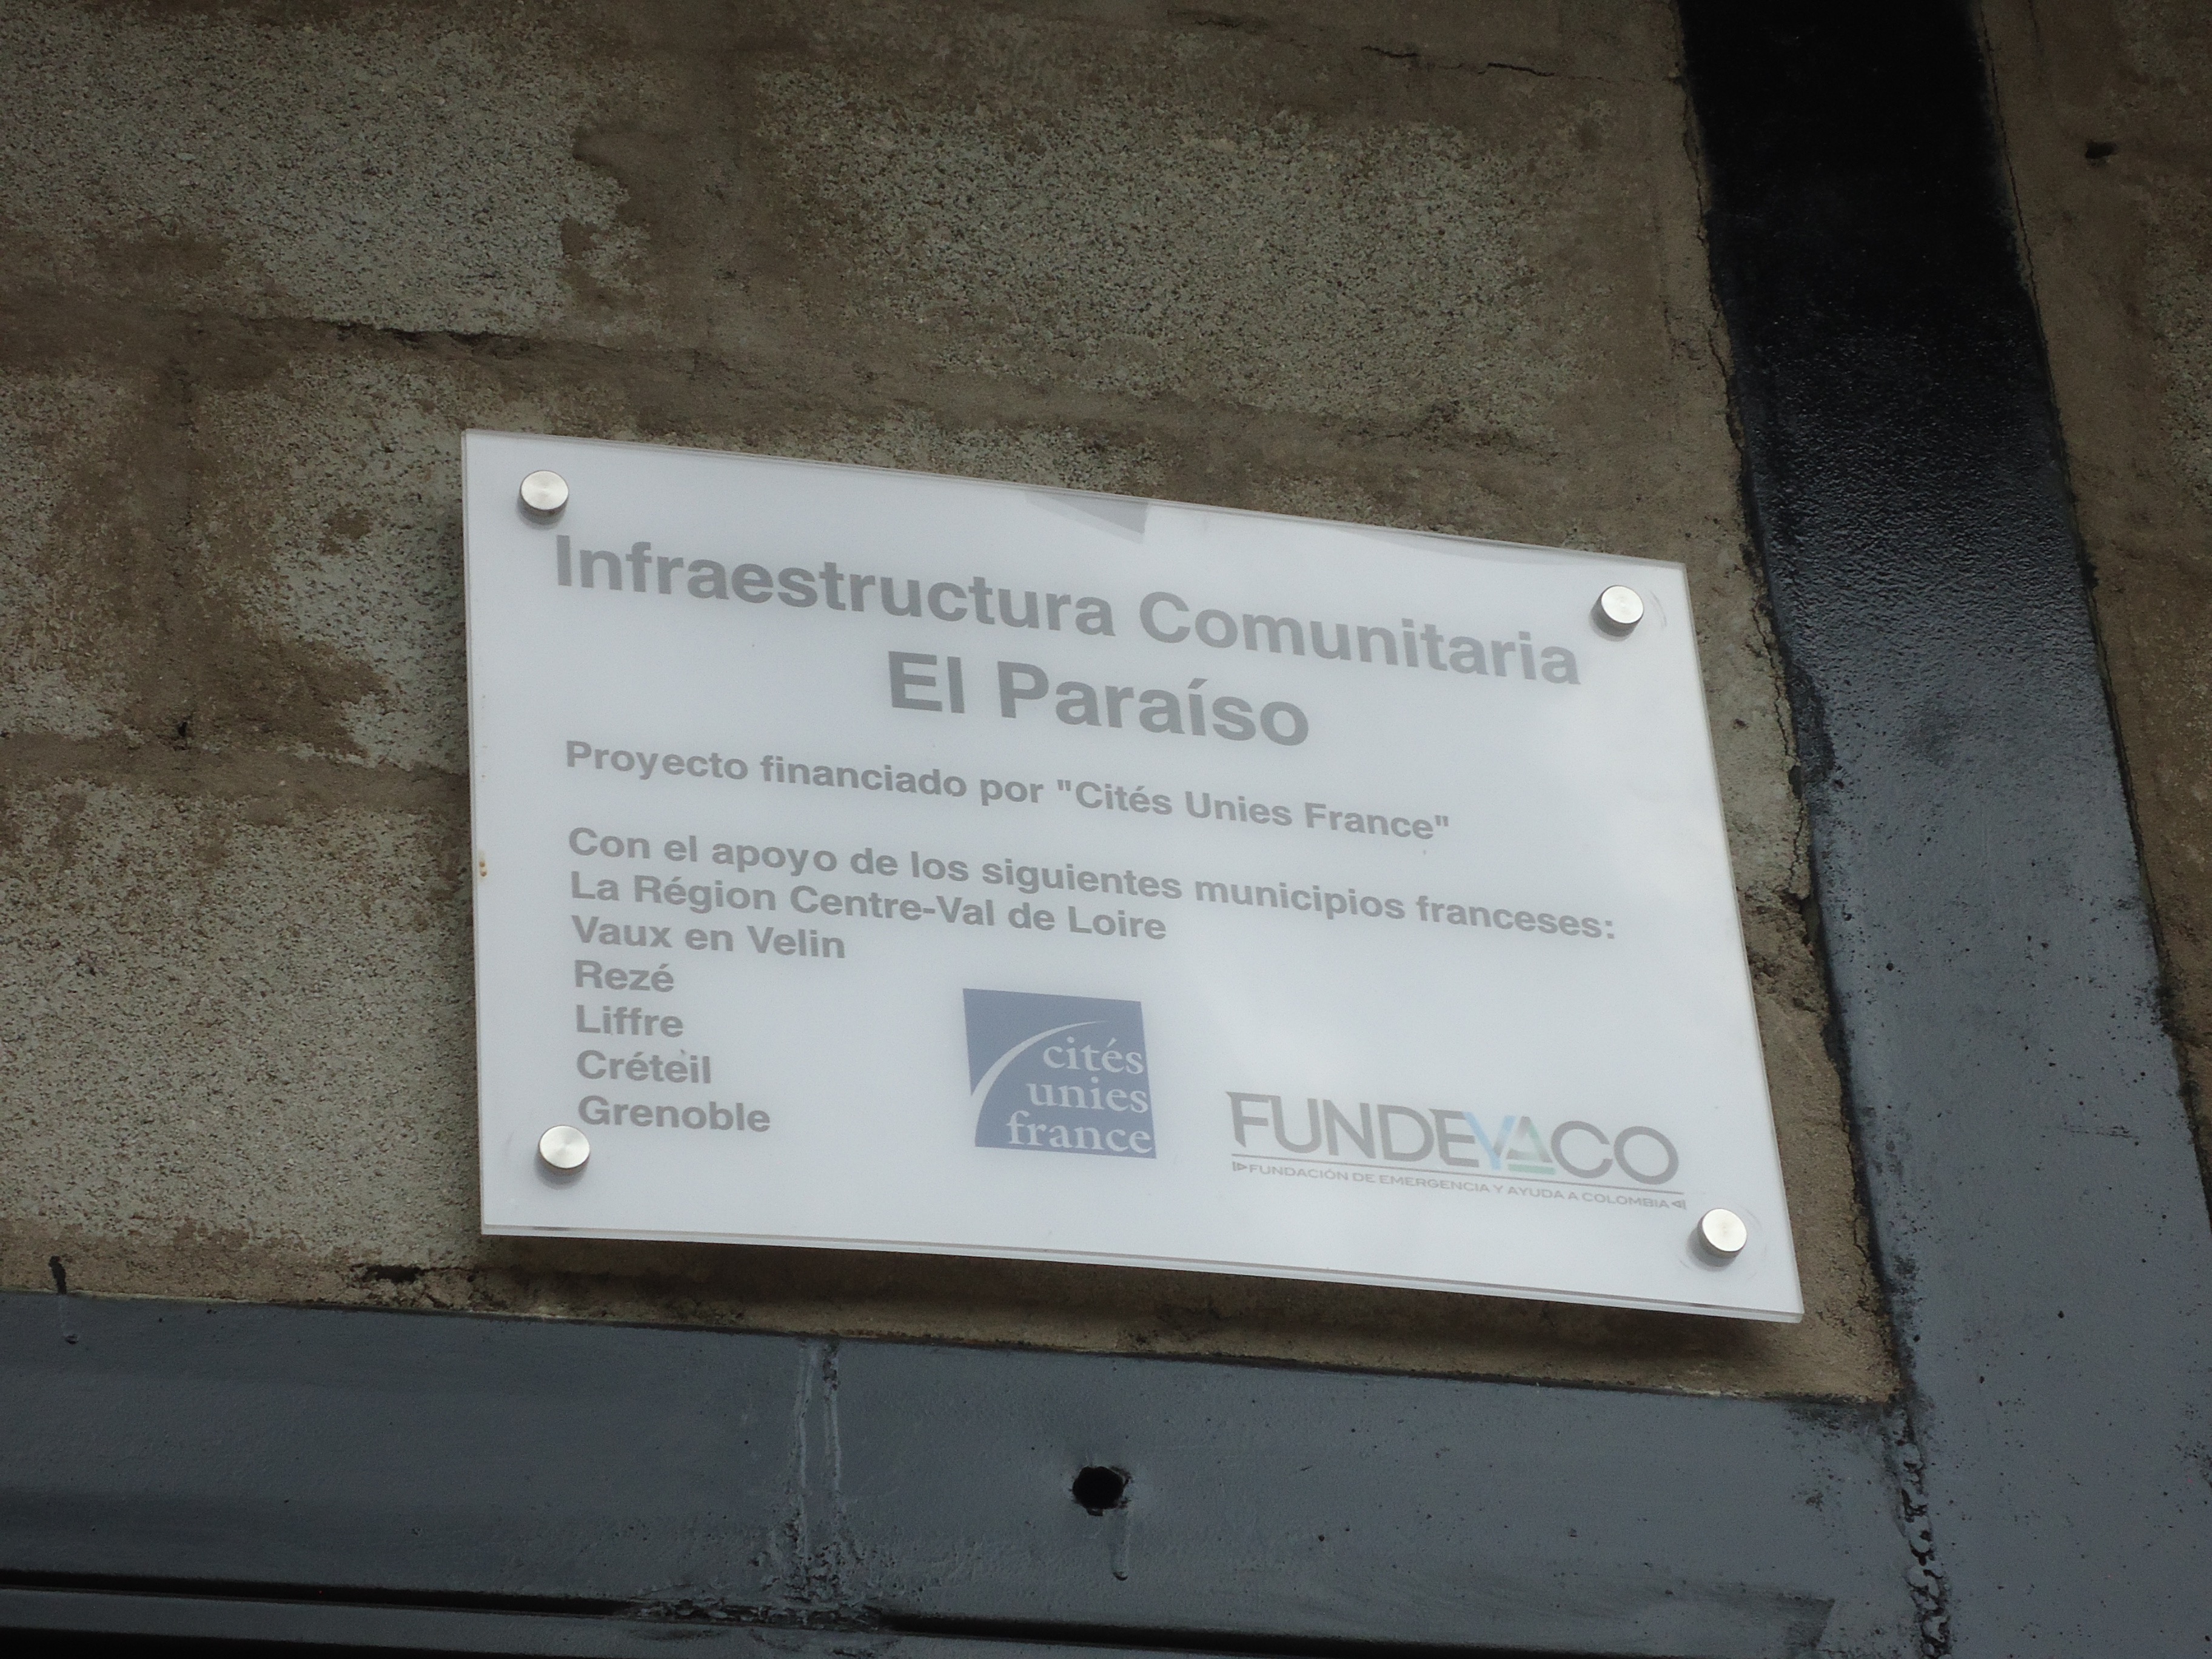 Infraestructura Comunitaria
El Paraíso
Proyecto financiado por "Cités Unies France"
Con el apoyo de los siguientes municipios franceses:
La Région Centre-Val de Loire
Vaux en Velin
Rezé
Liffre
Créteil
Grenoble
cités
unies
france
FUNDEYACO
FUNDACIÓN DE EMERGENCIA Y AYUDA A COLOMBIA